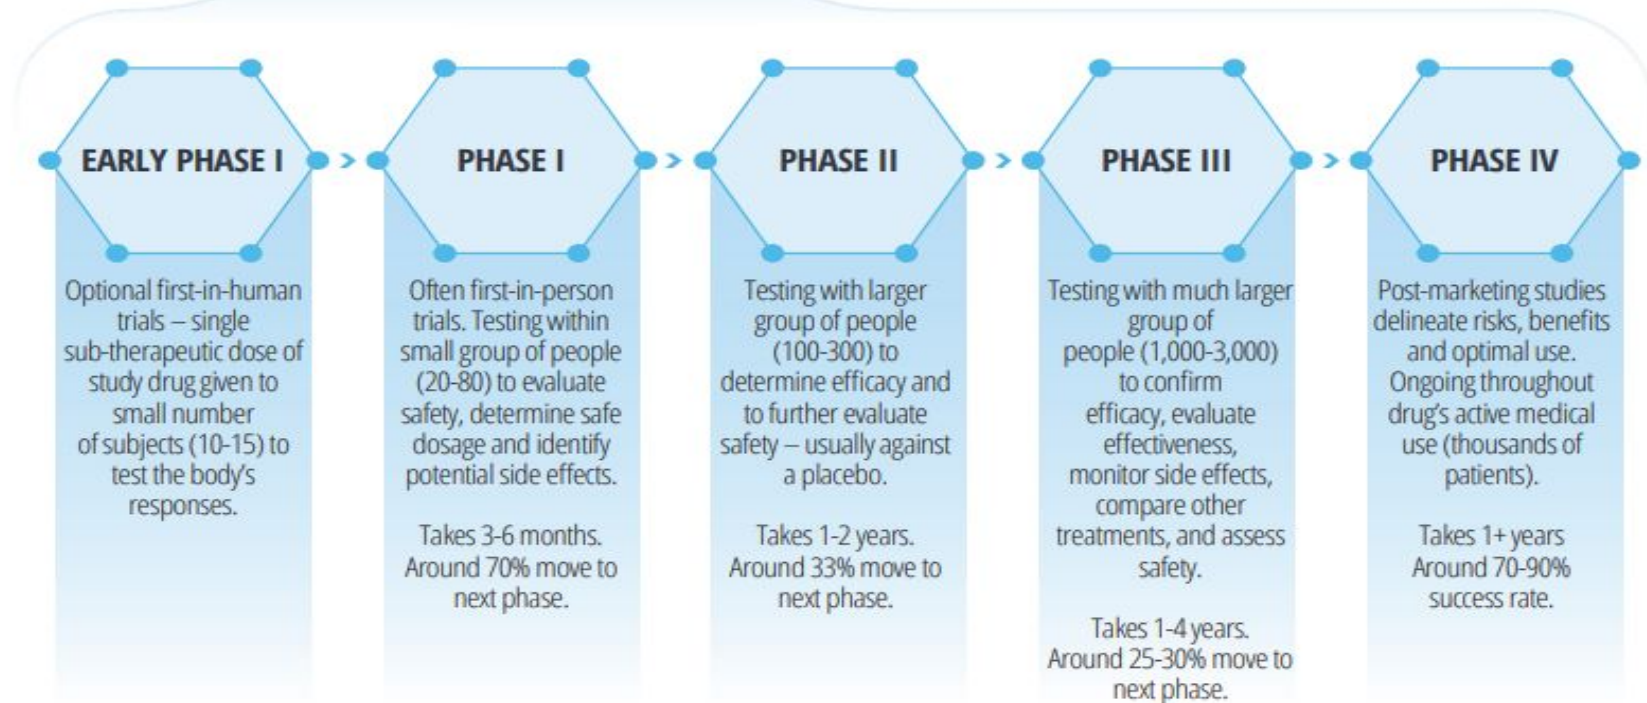 EARLY PHASE I
Optional first-in-human
trials – single
sub-therapeutic dose of
study drug given to
small number
of subjects (10-15) to
test the body's
responses.
PHASE I
Often first-in-person
trials. Testing within
small group of people
(20-80) to evaluate
safety, determine safe
dosage and identify
potential side effects.
Takes 3-6 months.
Around 70% move to
next phase.
PHASE II
Testing with larger
group of people
(100-300) to
determine efficacy and
to further evaluate
safety – usually against
a placebo.
Takes 1-2 years.
Around 33% move to
next phase.
PHASE III
Testing with much larger
group of
people (1,000-3,000)
to confirm
efficacy, evaluate
effectiveness,
monitor side effects,
compare other
treatments, and assess
safety.
Takes 1-4 years.
Around 25-30% move to
next phase.
PHASE IV
Post-marketing studies
delineate risks, benefits
and optimal use.
Ongoing throughout
drug's active medical
use (thousands of
patients).
Takes 1+ years
Around 70-90%
success rate.